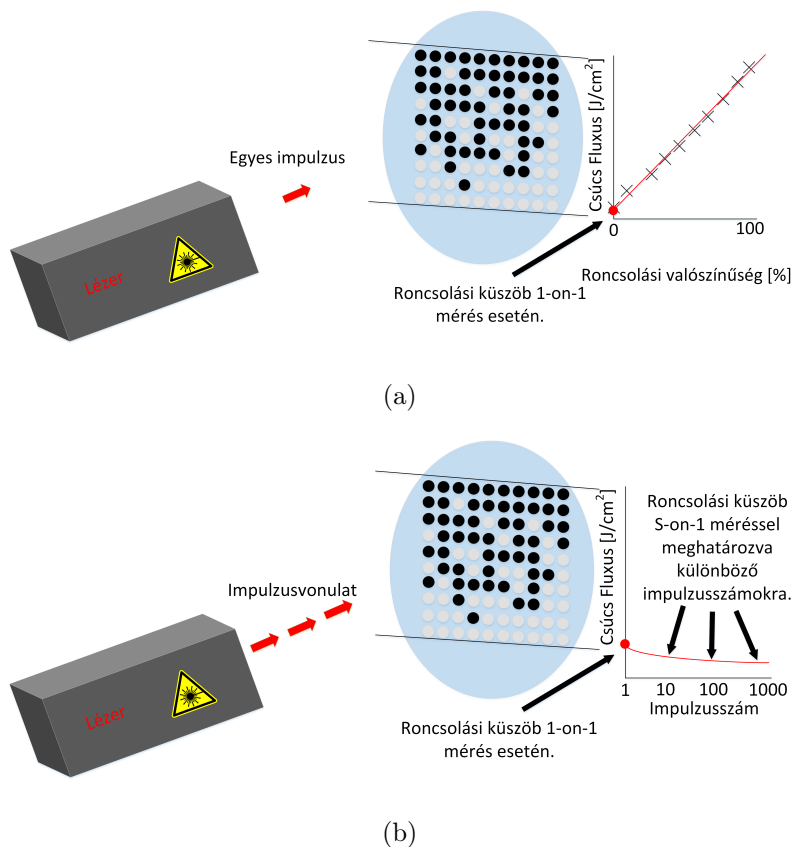 Egyes impulzus
Lézer
Csúcs Fluxus [J/cm²]
0
100
Roncsolási valószínűség [%]
Roncsolási küszöb 1-on-1
mérés esetén.
(a)
Impulzusvonulat
Lézer
Csúcs Fluxus [J/cm²]
Roncsolási küszöb
S-on-1 méréssel
meghatározva
különböző
impulzusszámokra.
1 10 100 1000
Impulzusszám
Roncsolási küszöb 1-on-1
mérés esetén.
(b)